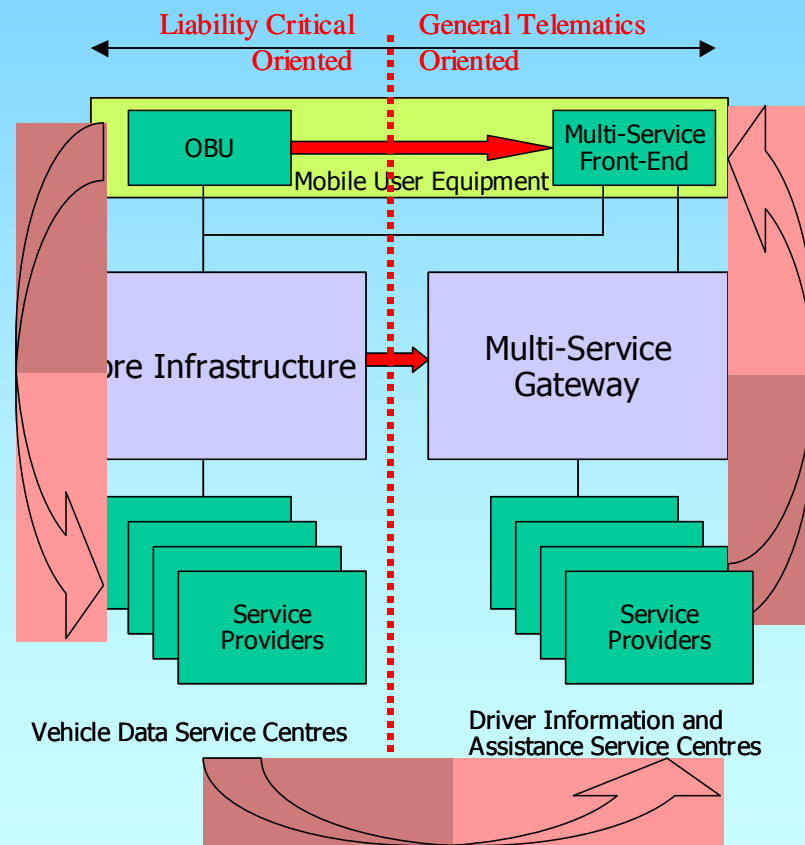 Liability Critical
Oriented
General Telematics
Oriented
OBU
Multi-Service
Front-End
Mobile User Equipment
ore Infrastructure
Multi-Service
Gateway
Service
Providers
Service
Providers
Vehicle Data Service Centres
Driver Information and
Assistance Service Centres